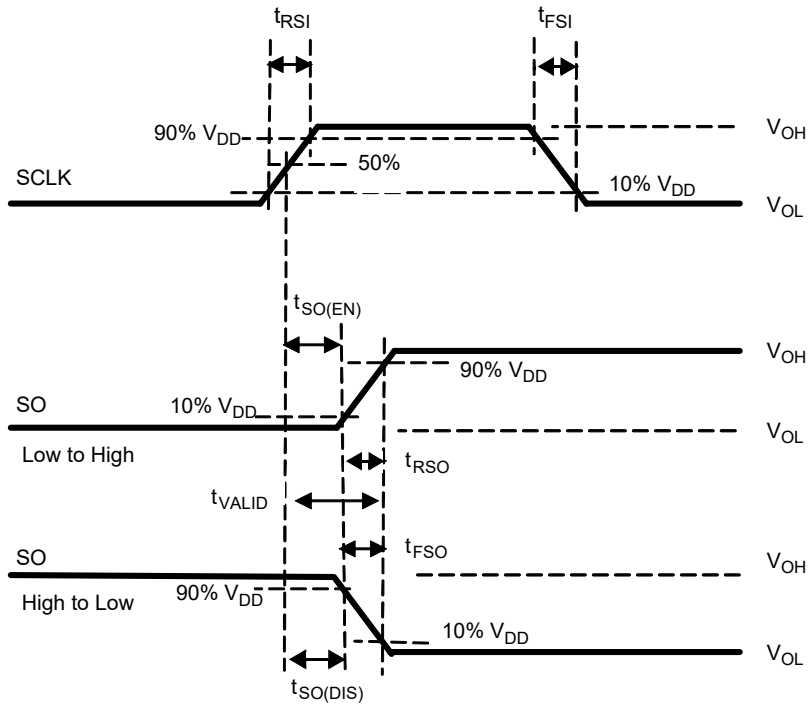 tRSI
tFSI
90% VDD
VOH
50%
SCLK
10% VDD
VOL
tSO(EN)
VOH
90% VDD
SO
10% VDD
VOL
Low to High
tRSO
tVALID
tFSO
SO
VOH
High to Low
90% VDD
10% VDD
VOL
tSO(DIS)